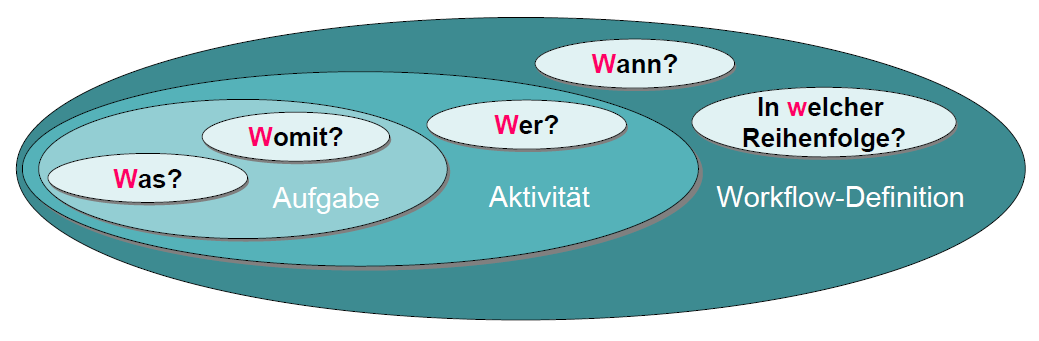 Wann?
In welcher
Reihenfolge?
Wer?
Womit?
Was?
Aufgabe
Aktivität
Workflow-Definition